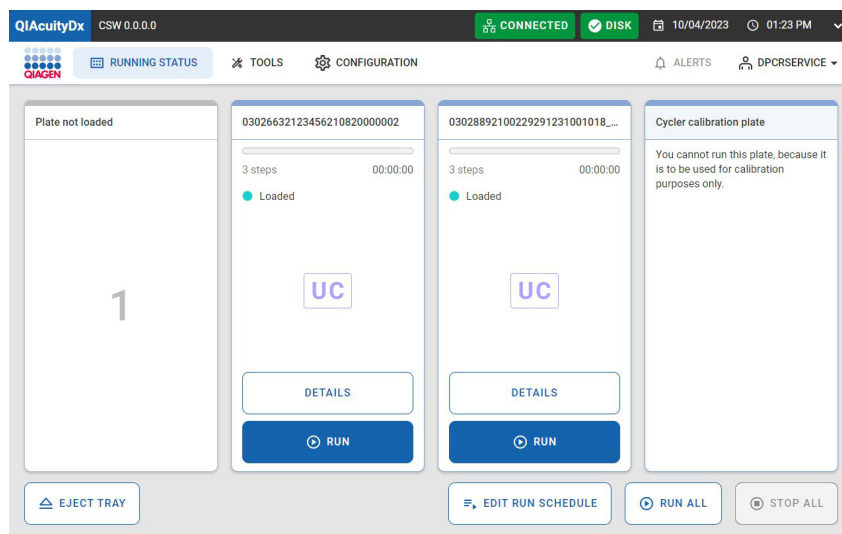 QIAcuityDx CSW 0.0.0.0 CONNECTED DISK 10/04/2023 01:23 PM
QIAGEN RUNNING STATUS TOOLS CONFIGURATION ALERTS DPCRSERVICE
Plate not loaded
1
03026632123456210820000002
3 steps 00:00:00
Loaded
UC
DETAILS
RUN
03028892100229291231001018_...
3 steps 00:00:00
Loaded
UC
DETAILS
RUN
Cycler calibration plate
You cannot run this plate, because it
is to be used for calibration
purposes only.
EJECT TRAY EDIT RUN SCHEDULE RUN ALL STOP ALL